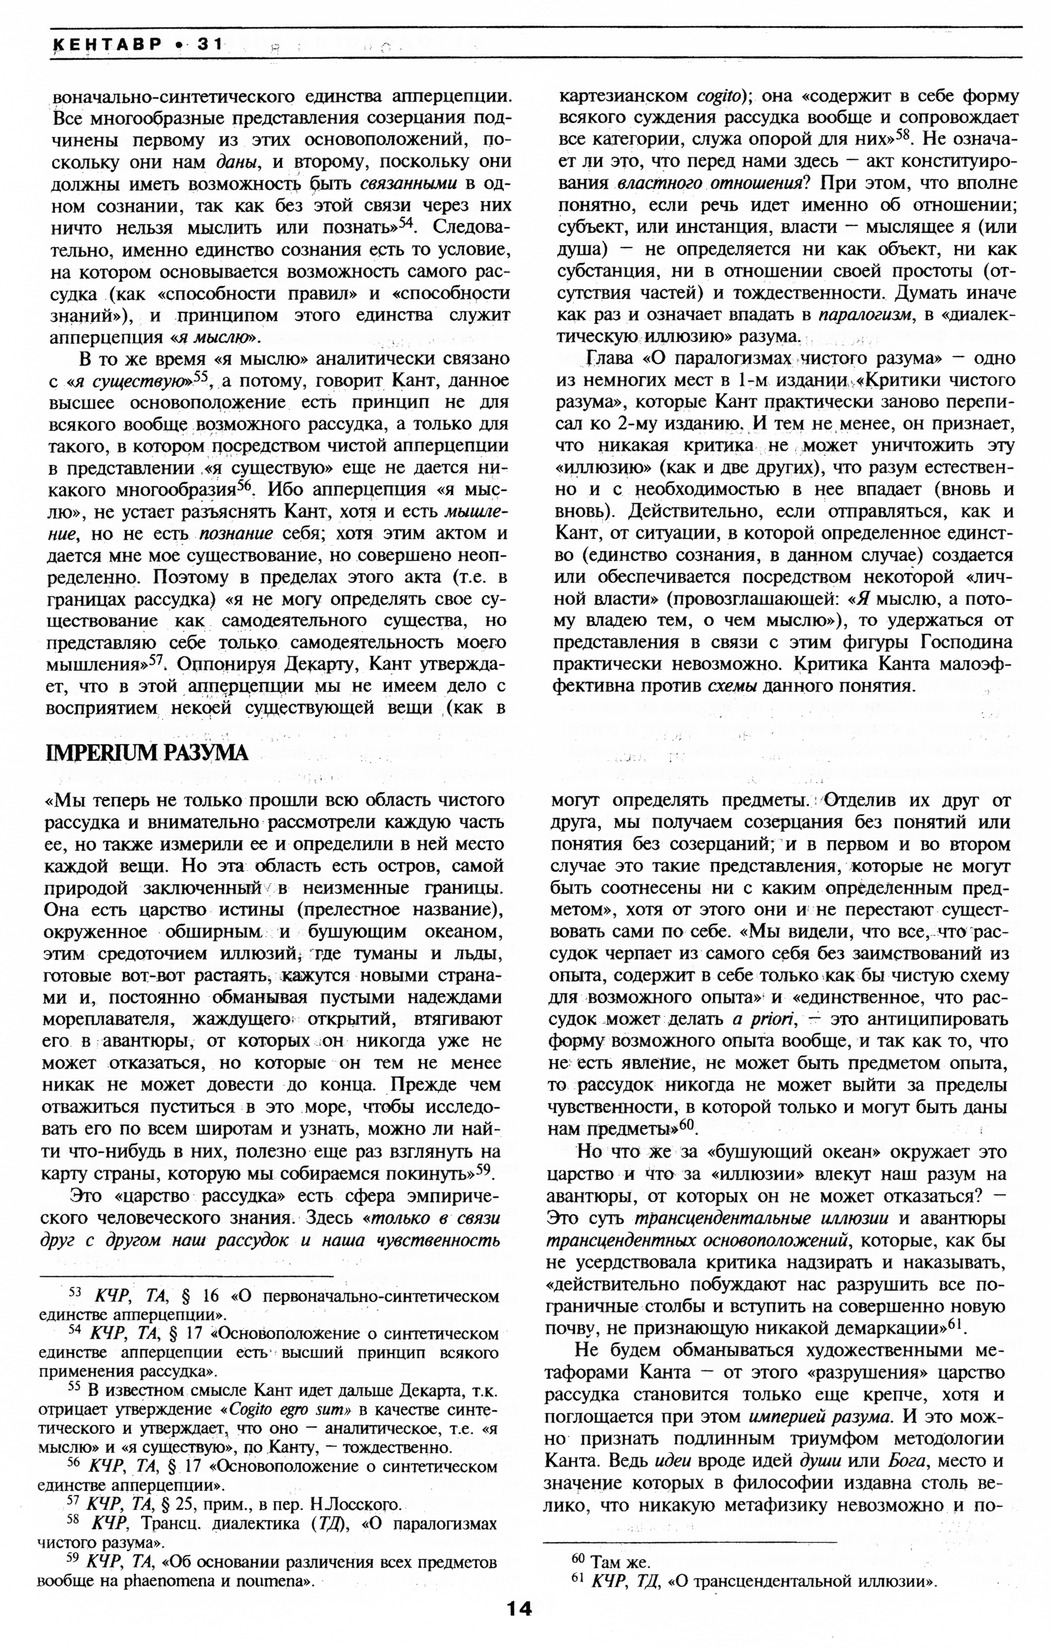 КЕНТАВР • 31
воначально-синтетического единства апперцепции.
Все многообразные представления созерцания под-
чинены первому из этих основоположений, по-
скольку они нам даны, и второму, поскольку они
должны иметь возможность быть связанными в од-
ном сознании, так как без этой связи через них
ничто нельзя мыслить или познать»54. Следова-
тельно, именно единство сознания есть то условие,
на котором основывается возможность самого рас-
судка (как «способности правил» и «способности
знаний»), и принципом этого единства служит
апперцепция «я мыслю».
В то же время «я мыслю» аналитически связано
с «я существую»55, а потому, говорит Кант, данное
высшее основоположение есть принцип не для
всякого вообще возможного рассудка, а только для
такого, в котором посредством чистой апперцепции
в представлении «я существую» еще не дается ни-
какого многообразия56. Ибо апперцепция «я мыс-
лю», не устает разъяснять Кант, хотя и есть мышле-
ние, но не есть познание себя; хотя этим актом и
дается мне мое существование, но совершено неоп-
ределенно. Поэтому в пределах этого акта (т.е. в
границах рассудка) «я не могу определять свое су-
ществование как самодеятельного существа, но
представляю себе только самодеятельность моего
мышления»57. Оппонируя Декарту, Кант утвержда-
ет, что в этой апперцепции мы не имеем дело с
восприятием некоей существующей вещи (как в
картезианском cogito); она «содержит в себе форму
всякого суждения рассудка вообще и сопровождает
все категории, служа опорой для них»58. Не означа-
ет ли это, что перед нами здесь — акт конституиро-
вания властного отношения? При этом, что вполне
понятно, если речь идет именно об отношении;
субъект, или инстанция, власти — мыслящее я (или
душа) — не определяется ни как объект, ни как
субстанция, ни в отношении своей простоты (от-
сутствия частей) и тождественности. Думать иначе
как раз и означает впадать в паралогизм, в «диалек-
тическую иллюзию» разума.
Глава «О паралогизмах чистого разума» — одно
из немногих мест в 1-м издании «Критики чистого
разума», которые Кант практически заново перепи-
сал ко 2-му изданию. И тем не менее, он признает,
что никакая критика не может уничтожить эту
«иллюзию» (как и две других), что разум естествен-
но и с необходимостью в нее впадает (вновь и
вновь). Действительно, если отправляться, как и
Кант, от ситуации, в которой определенное единст-
во (единство сознания, в данном случае) создается
или обеспечивается посредством некоторой «лич-
ной власти» (провозглашающей: «Я мыслю, а пото-
му владею тем, о чем мыслю»), то удержаться от
представления в связи с этим фигуры Господина
практически невозможно. Критика Канта малоэф-
фективна против схемы данного понятия.
IMPERIUM РАЗУМА
«Мы теперь не только прошли всю область чистого
рассудка и внимательно рассмотрели каждую часть
ее, но также измерили ее и определили в ней место
каждой вещи. Но эта область есть остров, самой
природой заключенный в неизменные границы.
Она есть царство истины (прелестное название),
окруженное обширным и бушующим океаном,
этим средоточием иллюзий, где туманы и льды,
готовые вот-вот растаять, кажутся новыми страна-
ми и, постоянно обманывая пустыми надеждами
мореплавателя, жаждущего открытий, втягивают
его в авантюры, от которых он никогда уже не
может отказаться, но которые он тем не менее
никак не может довести до конца. Прежде чем
отважиться пуститься в это море, чтобы исследо-
вать его по всем широтам и узнать, можно ли най-
ти что-нибудь в них, полезно еще раз взглянуть на
карту страны, которую мы собираемся покинуть»59.
Это «царство рассудка» есть сфера эмпириче-
ского человеческого знания. Здесь «только в связи
друг с другом наш рассудок и наша чувственность
могут определять предметы. Отделив их друг от
друга, мы получаем созерцания без понятий или
понятия без созерцаний; и в первом и во втором
случае это такие представления, которые не могут
быть соотнесены ни с каким определенным пред-
метом», хотя от этого они и не перестают сущест-
вовать сами по себе. «Мы видели, что все, что рас-
судок черпает из самого себя без заимствований из
опыта, содержит в себе только как бы чистую схему
для возможного опыта» и «единственное, что рас-
судок может делать a priori, — это антиципировать
форму возможного опыта вообще, и так как то, что
не есть явление, не может быть предметом опыта,
то рассудок никогда не может выйти за пределы
чувственности, в которой только и могут быть даны
нам предметы»60.
Но что же за «бушующий океан» окружает это
царство и что за «иллюзии» влекут наш разум на
авантюры, от которых он не может отказаться? —
Это суть трансцендентальные иллюзии и авантюры
трансцендентных основоположений, которые, как бы
не усердствовала критика надзирать и наказывать,
«действительно побуждают нас разрушить все по-
граничные столбы и вступить на совершенно новую
почву, не признающую никакой демаркации»61.
Не будем обманываться художественными ме-
тафорами Канта — от этого «разрушения» царство
рассудка становится только еще крепче, хотя и
поглощается при этом империей разума. И это мож-
но признать подлинным триумфом методологии
Канта. Ведь идеи вроде идей души или Бога, место и
значение которых в философии издавна столь ве-
лико, что никакую метафизику невозможно и по-
53 КЧР, ТА, § 16 «О первоначально-синтетическом
единстве апперцепции».
54 КЧР, ТА, § 17 «Основоположение о синтетическом
единстве апперцепции есть высший принцип всякого
применения рассудка».
55 В известном смысле Кант идет дальше Декарта, т.к.
отрицает утверждение «Cogito egro sum» в качестве синте-
тического и утверждает, что оно — аналитическое, т.е. «я
мыслю» и «я существую», по Канту, — тождественно.
56 КЧР, ТА, § 17 «Основоположение о синтетическом
единстве апперцепции».
57 КЧР, ТА, § 25, прим., в пер. Н.Лосского.
58 КЧР, Трансц. диалектика (ТД), «О паралогизмах
чистого разума».
59 КЧР, ТА, «Об основании различения всех предметов
вообще на phaenomena и noumena».
60 Там же.
61 КЧР, ТД, «О трансцендентальной иллюзии».
14